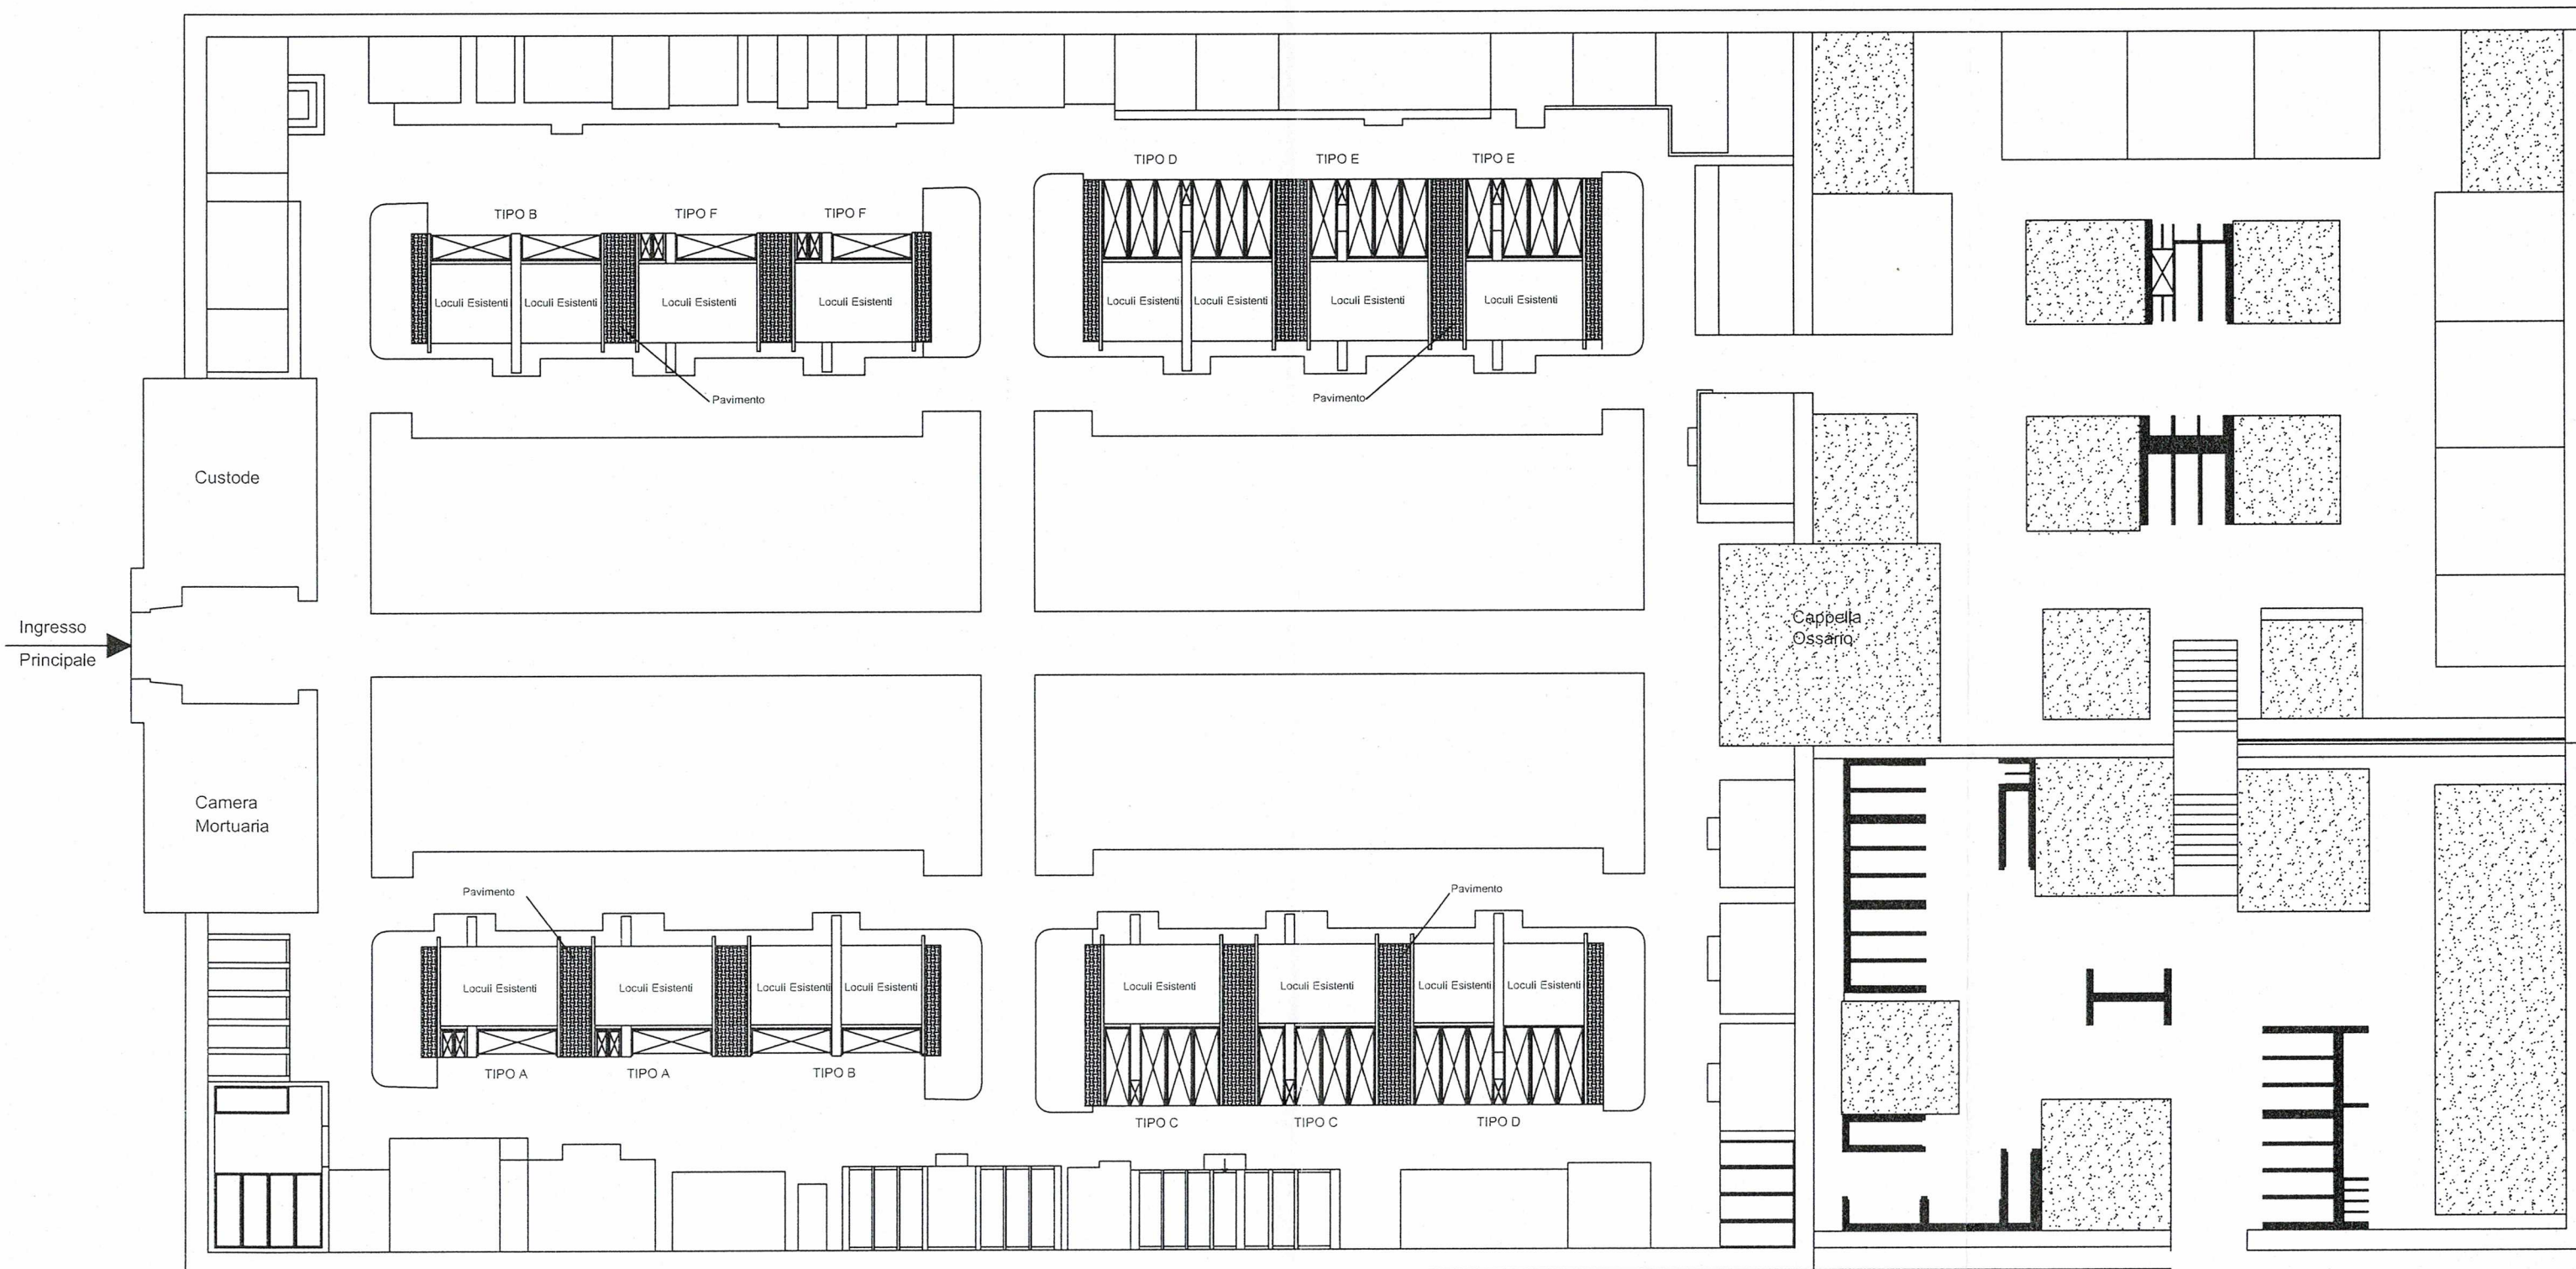 TIPO D
TIPO E
TIPO E
TIPO B
TIPO F
TIPO F
Loculi Esistenti
Loculi Esistenti
Loculi Esistenti
Loculi Esistenti
Loculi Esistenti
Loculi Esistenti
Loculi Esistenti
Loculi Esistenti
Pavimento
Pavimento
Custode
Ingresso
Principale
Cappella
Ossario
Camera
Mortuaria
Pavimento
Pavimento
Loculi Esistenti
Loculi Esistenti
Loculi Esistenti
Loculi Esistenti
Loculi Esistenti
Loculi Esistenti
Loculi Esistenti
Loculi Esistenti
TIPO A
TIPO A
TIPO B
TIPO C
TIPO C
TIPO D